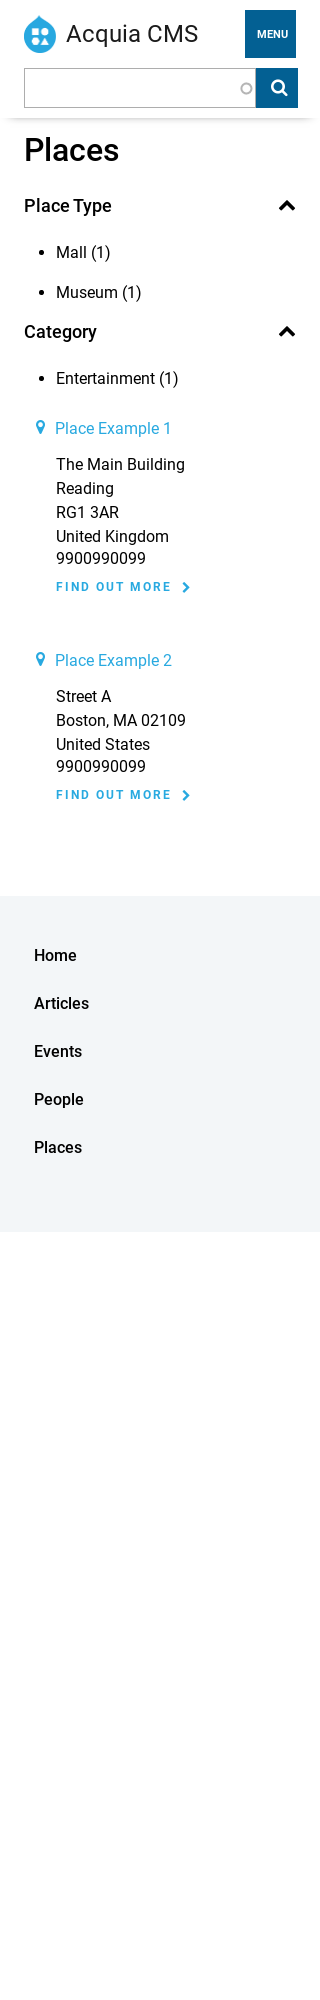 Acquia CMS
MENU
Places
Place Type
Mall (1)
Museum (1)
Category
Entertainment (1)
Place Example 1
The Main Building
Reading
RG1 3AR
United Kingdom
9900990099
FIND OUT MORE
Place Example 2
Street A
Boston, MA 02109
United States
9900990099
FIND OUT MORE
Home
Articles
Events
People
Places